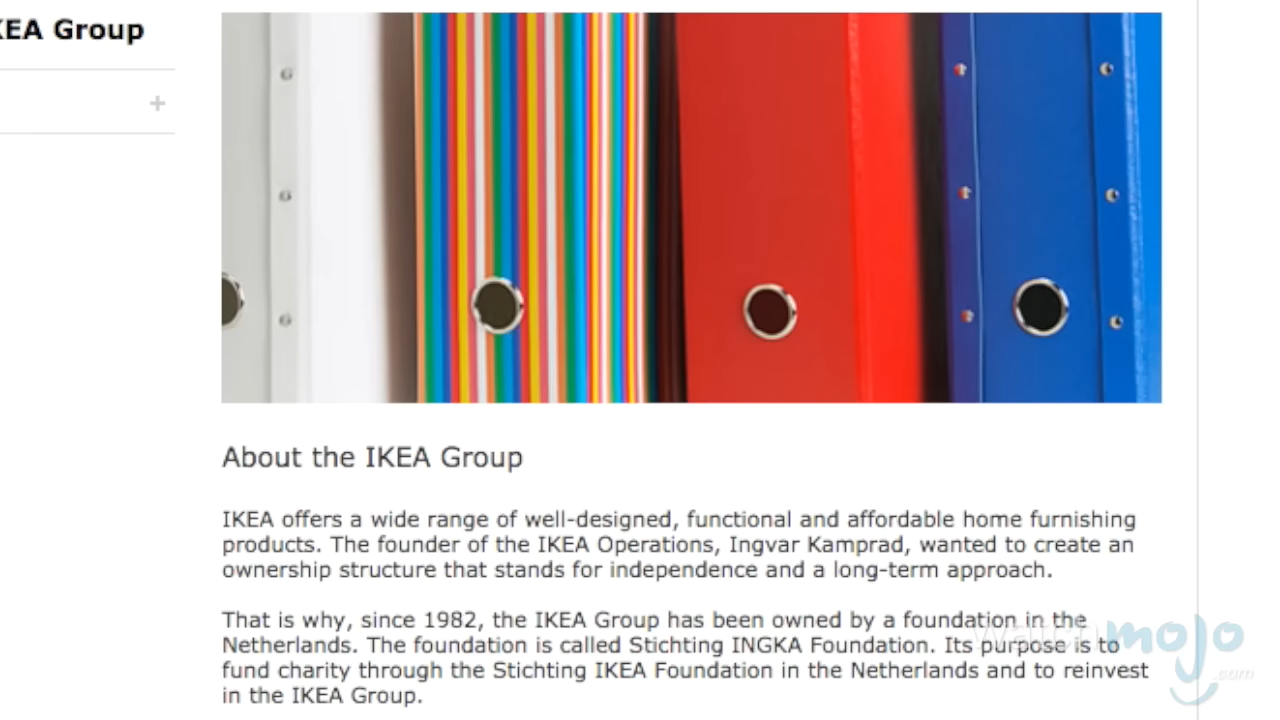 KEA Group
+
About the IKEA Group
IKEA offers a wide range of well-designed, functional and affordable home furnishing
products. The founder of the IKEA Operations, Ingvar Kamprad, wanted to create an
ownership structure that stands for independence and a long-term approach.
That is why, since 1982, the IKEA Group has been owned by a foundation in the
Netherlands. The foundation is called Stichting INGKA Foundation. Its purpose is to
fund charity through the Stichting IKEA Foundation in the Netherlands and to reinvest
in the IKEA Group.
Watchmojo
.com